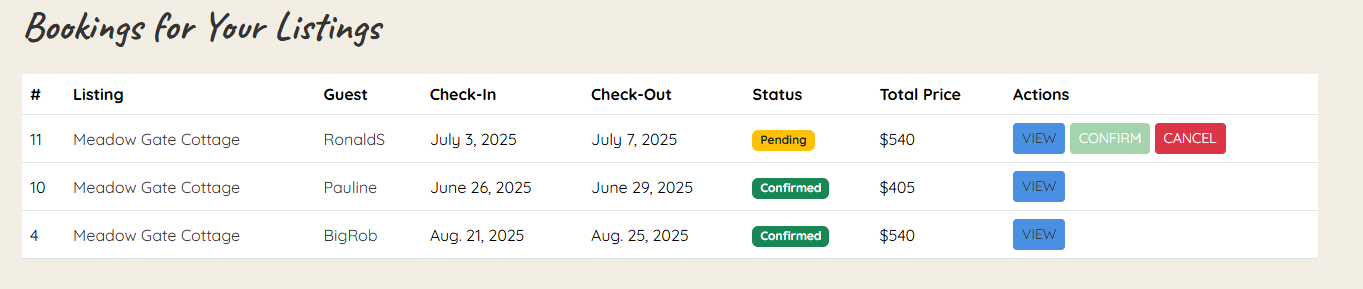 Bookings for Your Listings
# Listing Guest Check-In Check-Out Status Total Price Actions
11 Meadow Gate Cottage RonaldS July 3, 2025 July 7, 2025 Pending $540 VIEW CONFIRM CANCEL
10 Meadow Gate Cottage Pauline June 26, 2025 June 29, 2025 Confirmed $405 VIEW
4 Meadow Gate Cottage BigRob Aug. 21, 2025 Aug. 25, 2025 Confirmed $540 VIEW